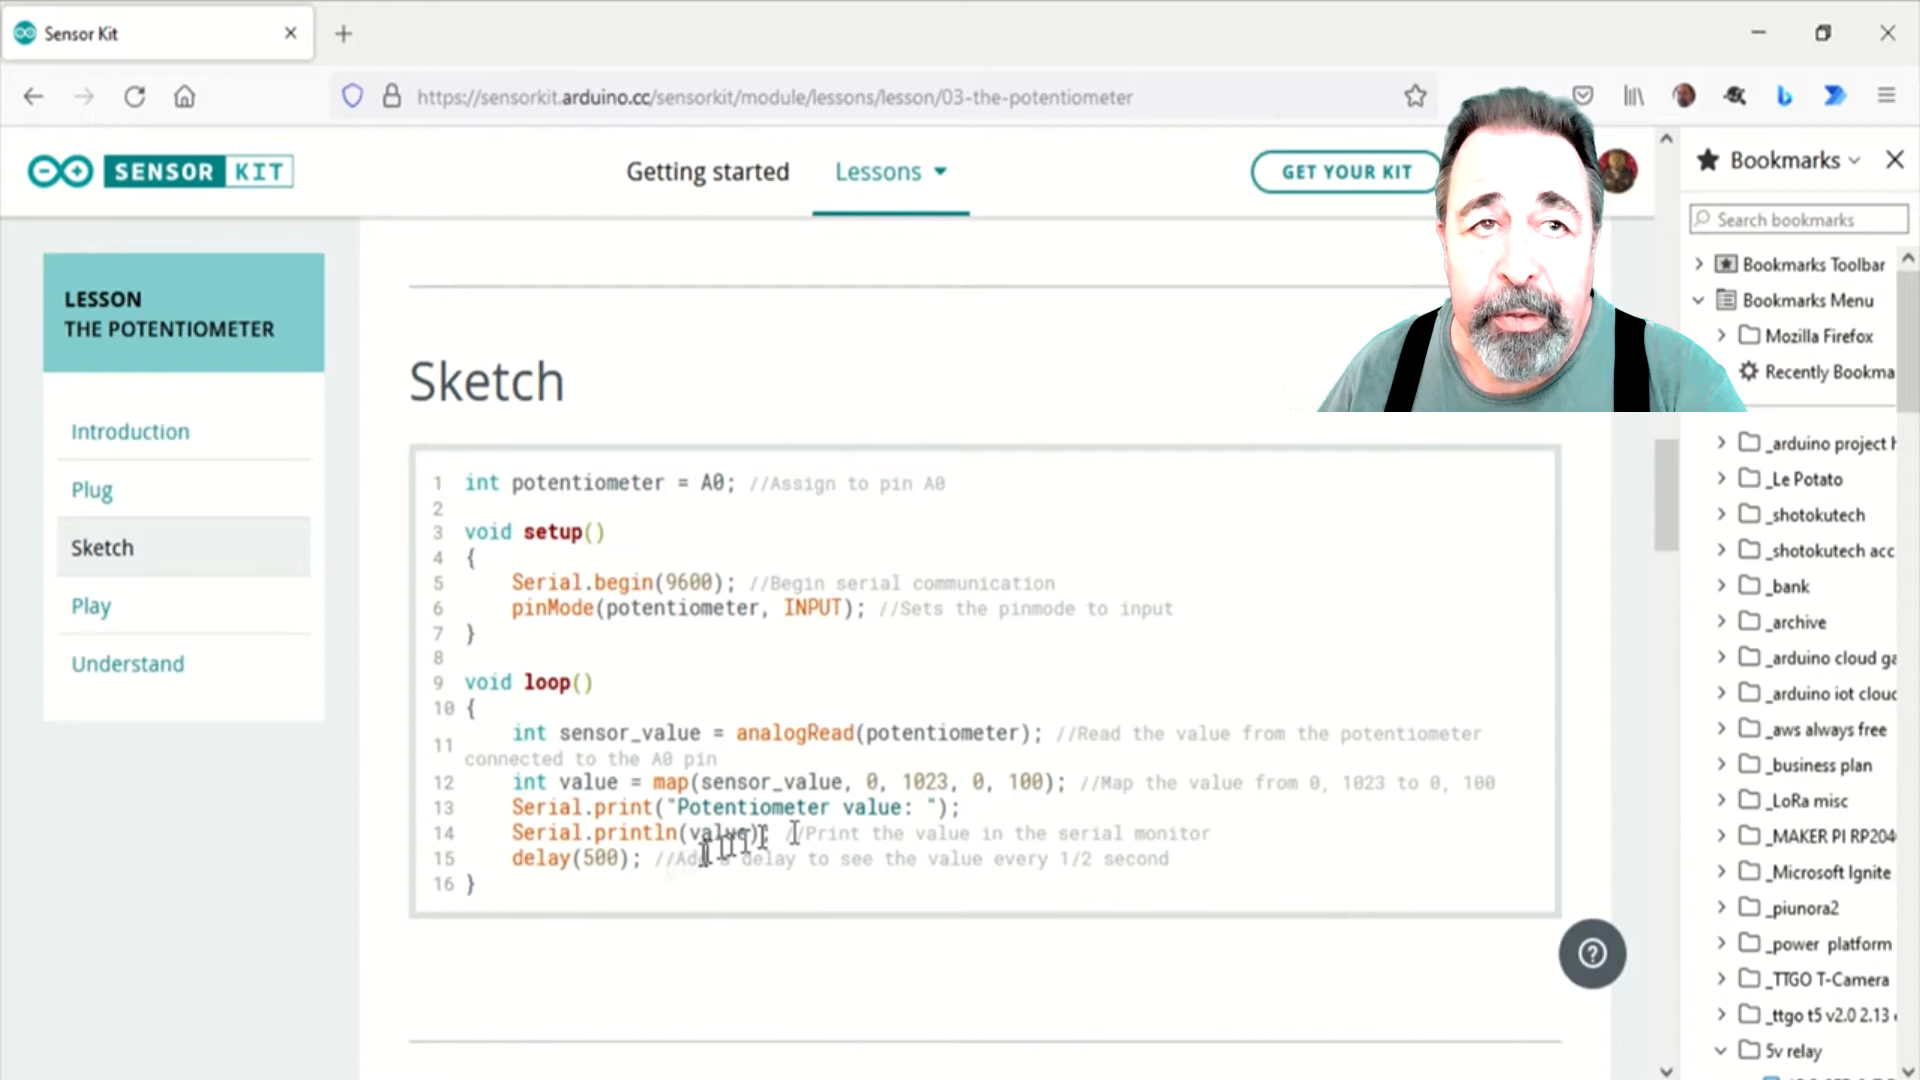 Sensor Kit
https://sensorkit.arduino.cc/sensorkit/module/lessons/lesson/03-the-potentiometer
SENSOR KIT
Getting started
Lessons
GET YOUR KIT
Bookmarks
Search bookmarks
Bookmarks Toolbar
Bookmarks Menu
Mozilla Firefox
Recently Bookma
_arduino project h
_Le Potato
_shotokutech
_shotokutech acc
_bank
_archive
_arduino cloud ga
_arduino iot cloud
_aws always free
_business plan
_LoRa misc
_MAKER PI RP204
_Microsoft Ignite
_piunora2
_power platform
_TTGO T-Camera
_ttgo t5 v2.0 2.13
5v relay
LESSON
THE POTENTIOMETER
Introduction
Plug
Sketch
Play
Understand
Sketch
1 int potentiometer = A0; //Assign to pin A0
2
3 void setup()
4 {
5 Serial.begin(9600); //Begin serial communication
6 pinMode(potentiometer, INPUT); //Sets the pinmode to input
7 }
8
9 void loop()
10 {
11 int sensor_value = analogRead(potentiometer); //Read the value from the potentiometer
connected to the A0 pin
12 int value = map(sensor_value, 0, 1023, 0, 100); //Map the value from 0, 1023 to 0, 100
13 Serial.print("Potentiometer value: ");
14 Serial.println(value); //Print the value in the serial monitor
15 delay(500); //Add a delay to see the value every 1/2 second
16 }